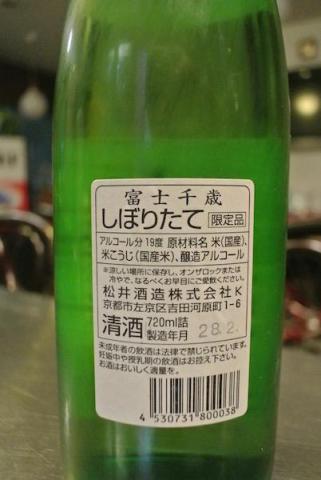 富士千歳
しぼりたて 限定品
アルコール分 19度 原材料名 米(国産)、
米こうじ(国産米)、醸造アルコール
※涼しい場所に保存し、オンザロックまたは
冷やで、なるべくお早目にご愛飲下さい。
松井酒造株式会社K
京都市左京区吉田河原町1-6
清酒 720ml詰
製造年月 28.2.
未成年者の飲酒は法律で禁じられています。
妊娠中や授乳期の飲酒はお控え下さい。
お酒はおいしく適量を。
4 530731 800038